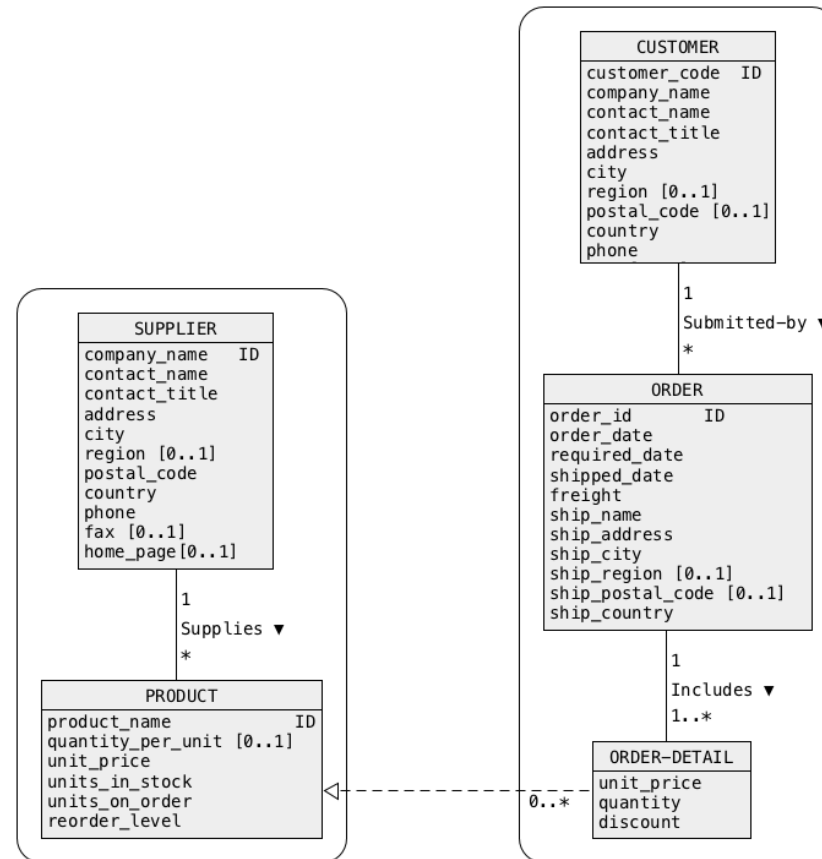 CUSTOMER
customer_code ID
company_name
contact_name
contact_title
address
city
region [0..1]
postal_code [0..1]
country
phone
1
Submitted-by ▼
*
SUPPLIER
company_name ID
contact_name
contact_title
address
city
region [0..1]
postal_code
country
phone
fax [0..1]
home_page[0..1]
1
Supplies ▼
*
ORDER
order_id ID
order_date
required_date
shipped_date
freight
ship_name
ship_address
ship_city
ship_region [0..1]
ship_postal_code [0..1]
ship_country
1
Includes ▼
1..*
PRODUCT
product_name ID
quantity_per_unit [0..1]
unit_price
units_in_stock
units_on_order
reorder_level
ORDER-DETAIL
unit_price
quantity
discount
0..*